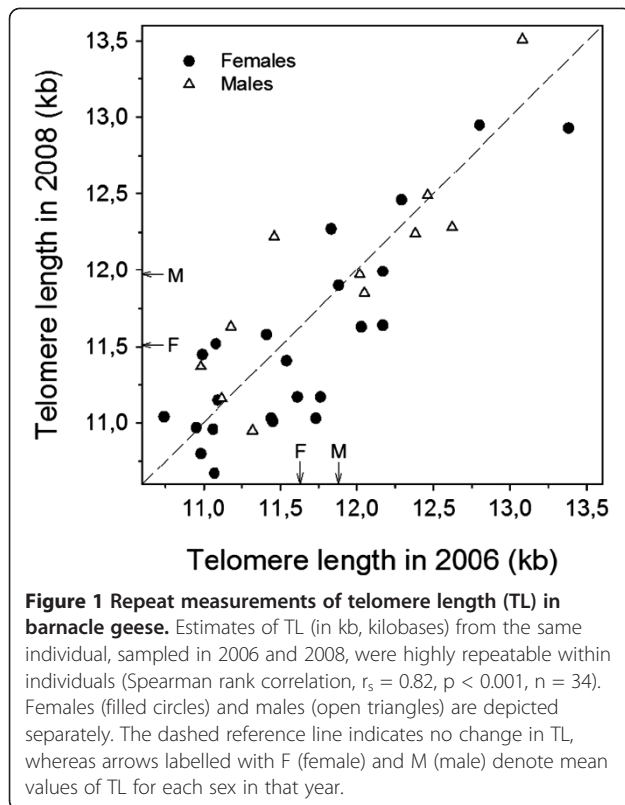 13,5
13,0
12,5
12,0
11,5
11,0
Telomere length in 2008 (kb)
Females
Males
M
F
F M
11,0 11,5 12,0 12,5 13,0 13,5
Telomere length in 2006 (kb)
Figure 1 Repeat measurements of telomere length (TL) in
barnacle geese. Estimates of TL (in kb, kilobases) from the same
individual, sampled in 2006 and 2008, were highly repeatable within
individuals (Spearman rank correlation, rs = 0.82, p < 0.001, n = 34).
Females (filled circles) and males (open triangles) are depicted
separately. The dashed reference line indicates no change in TL,
whereas arrows labelled with F (female) and M (male) denote mean
values of TL for each sex in that year.